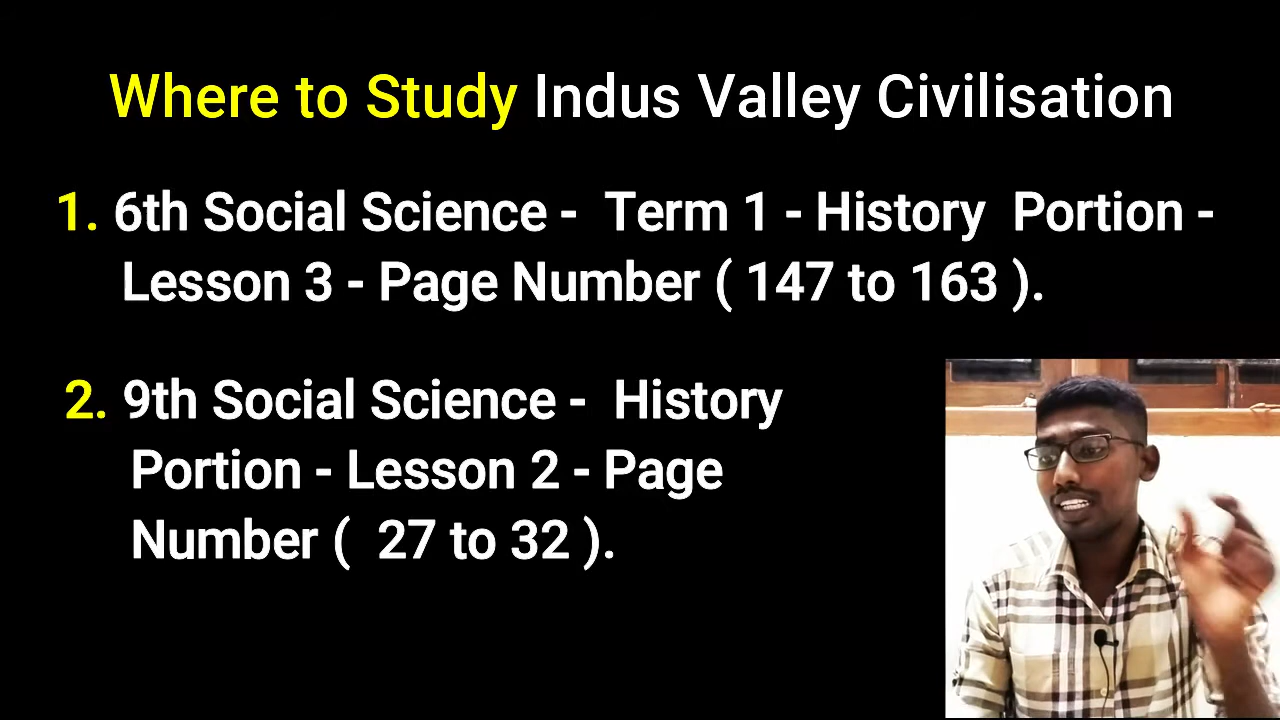 Where to Study Indus Valley Civilisation
1. 6th Social Science - Term 1 - History Portion -
Lesson 3 - Page Number ( 147 to 163 ).
2. 9th Social Science - History
Portion - Lesson 2 - Page
Number ( 27 to 32 ).